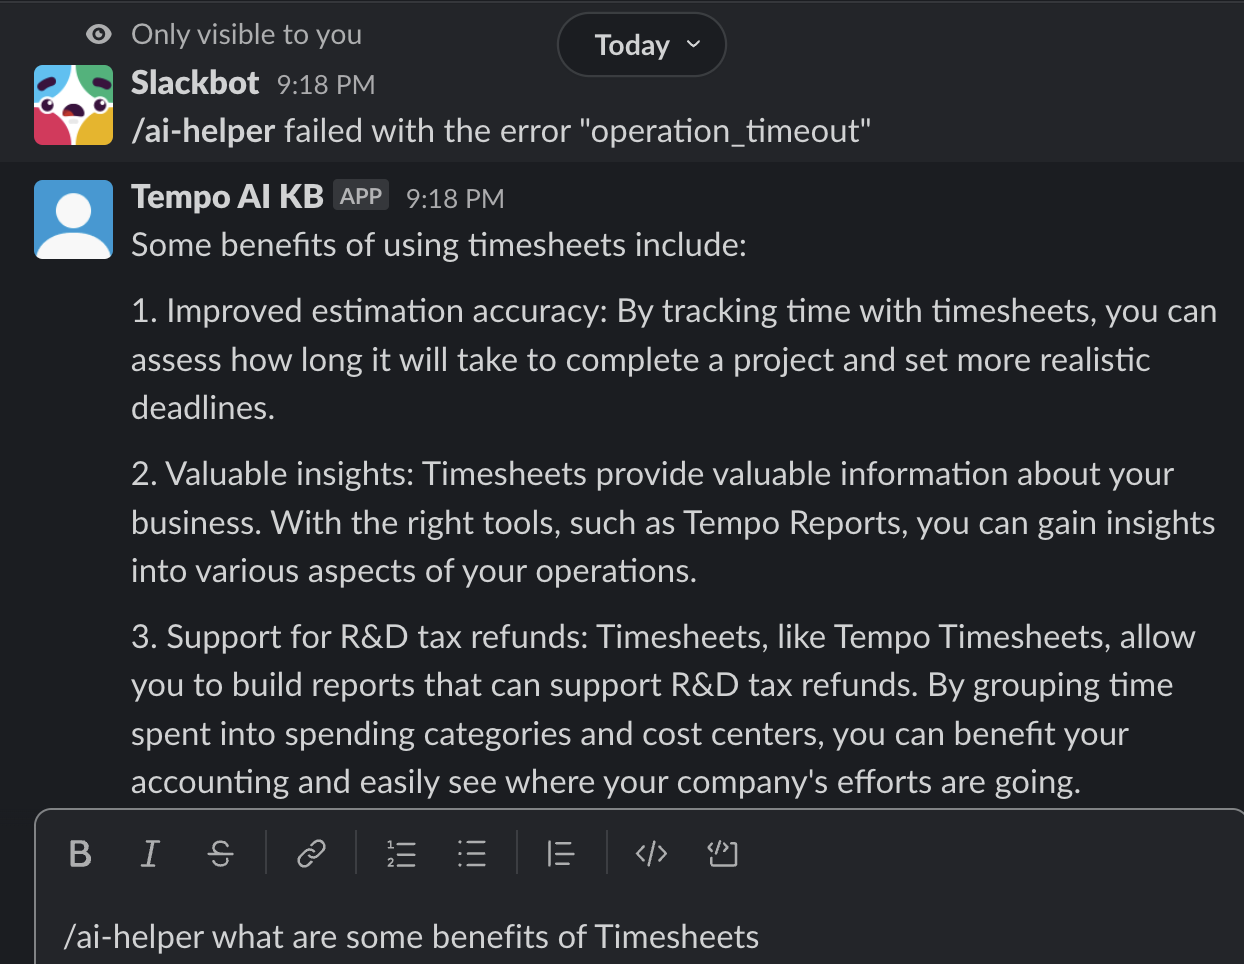 Only visible to you
Today
Slackbot 9:18 PM
/ai-helper failed with the error "operation_timeout"
Tempo AI KB APP 9:18 PM
Some benefits of using timesheets include:
1. Improved estimation accuracy: By tracking time with timesheets, you can
assess how long it will take to complete a project and set more realistic
deadlines.
2. Valuable insights: Timesheets provide valuable information about your
business. With the right tools, such as Tempo Reports, you can gain insights
into various aspects of your operations.
3. Support for R&D tax refunds: Timesheets, like Tempo Timesheets, allow
you to build reports that can support R&D tax refunds. By grouping time
spent into spending categories and cost centers, you can benefit your
accounting and easily see where your company's efforts are going.
/ai-helper what are some benefits of Timesheets